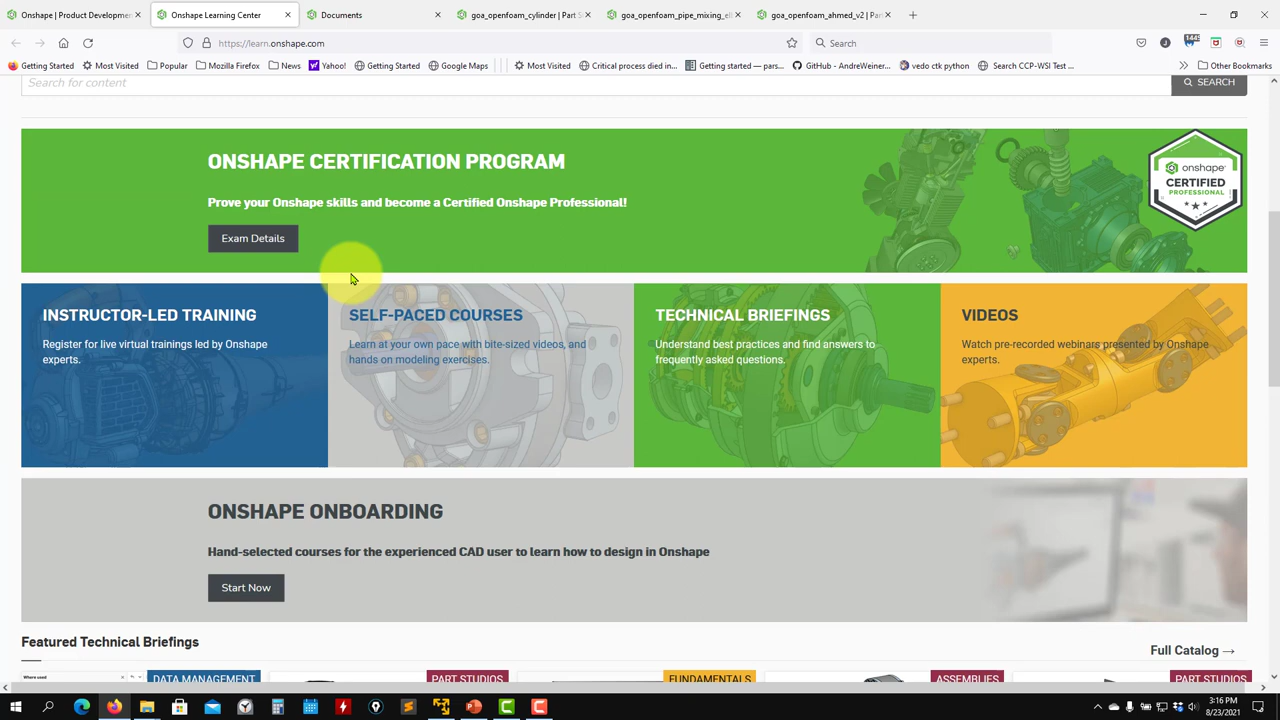 Onshape | Product Developmen
Onshape Learning Center
Documents
goa_openfoam_cylinder | Part S
goa_openfoam_pipe_mixing_el
goa_openfoam_ahmed_v2 | Part
https://learn.onshape.com
Search
Getting Started
Most Visited
Popular
Mozilla Firefox
News
Yahoo!
Getting Started
Google Maps
Most Visited
Critical process died in...
Getting started — pars...
GitHub - AndreWeiner...
vedo ctk python
Search CCP-WSI Test ...
Other Bookmarks
Search for content
SEARCH
ONSHAPE CERTIFICATION PROGRAM
Prove your Onshape skills and become a Certified Onshape Professional!
Exam Details
onshape
CERTIFIED
PROFESSIONAL
INSTRUCTOR-LED TRAINING
Register for live virtual trainings led by Onshape
experts.
SELF-PACED COURSES
Learn at your own pace with bite-sized videos, and
hands on modeling exercises.
TECHNICAL BRIEFINGS
Understand best practices and find answers to
frequently asked questions.
VIDEOS
Watch pre-recorded webinars presented by Onshape
experts.
ONSHAPE ONBOARDING
Hand-selected courses for the experienced CAD user to learn how to design in Onshape
Start Now
Featured Technical Briefings
Full Catalog →
Where used
DATA MANAGEMENT
PART STUDIOS
FUNDAMENTALS
ASSEMBLIES
PART STUDIOS
3:16 PM
8/23/2021